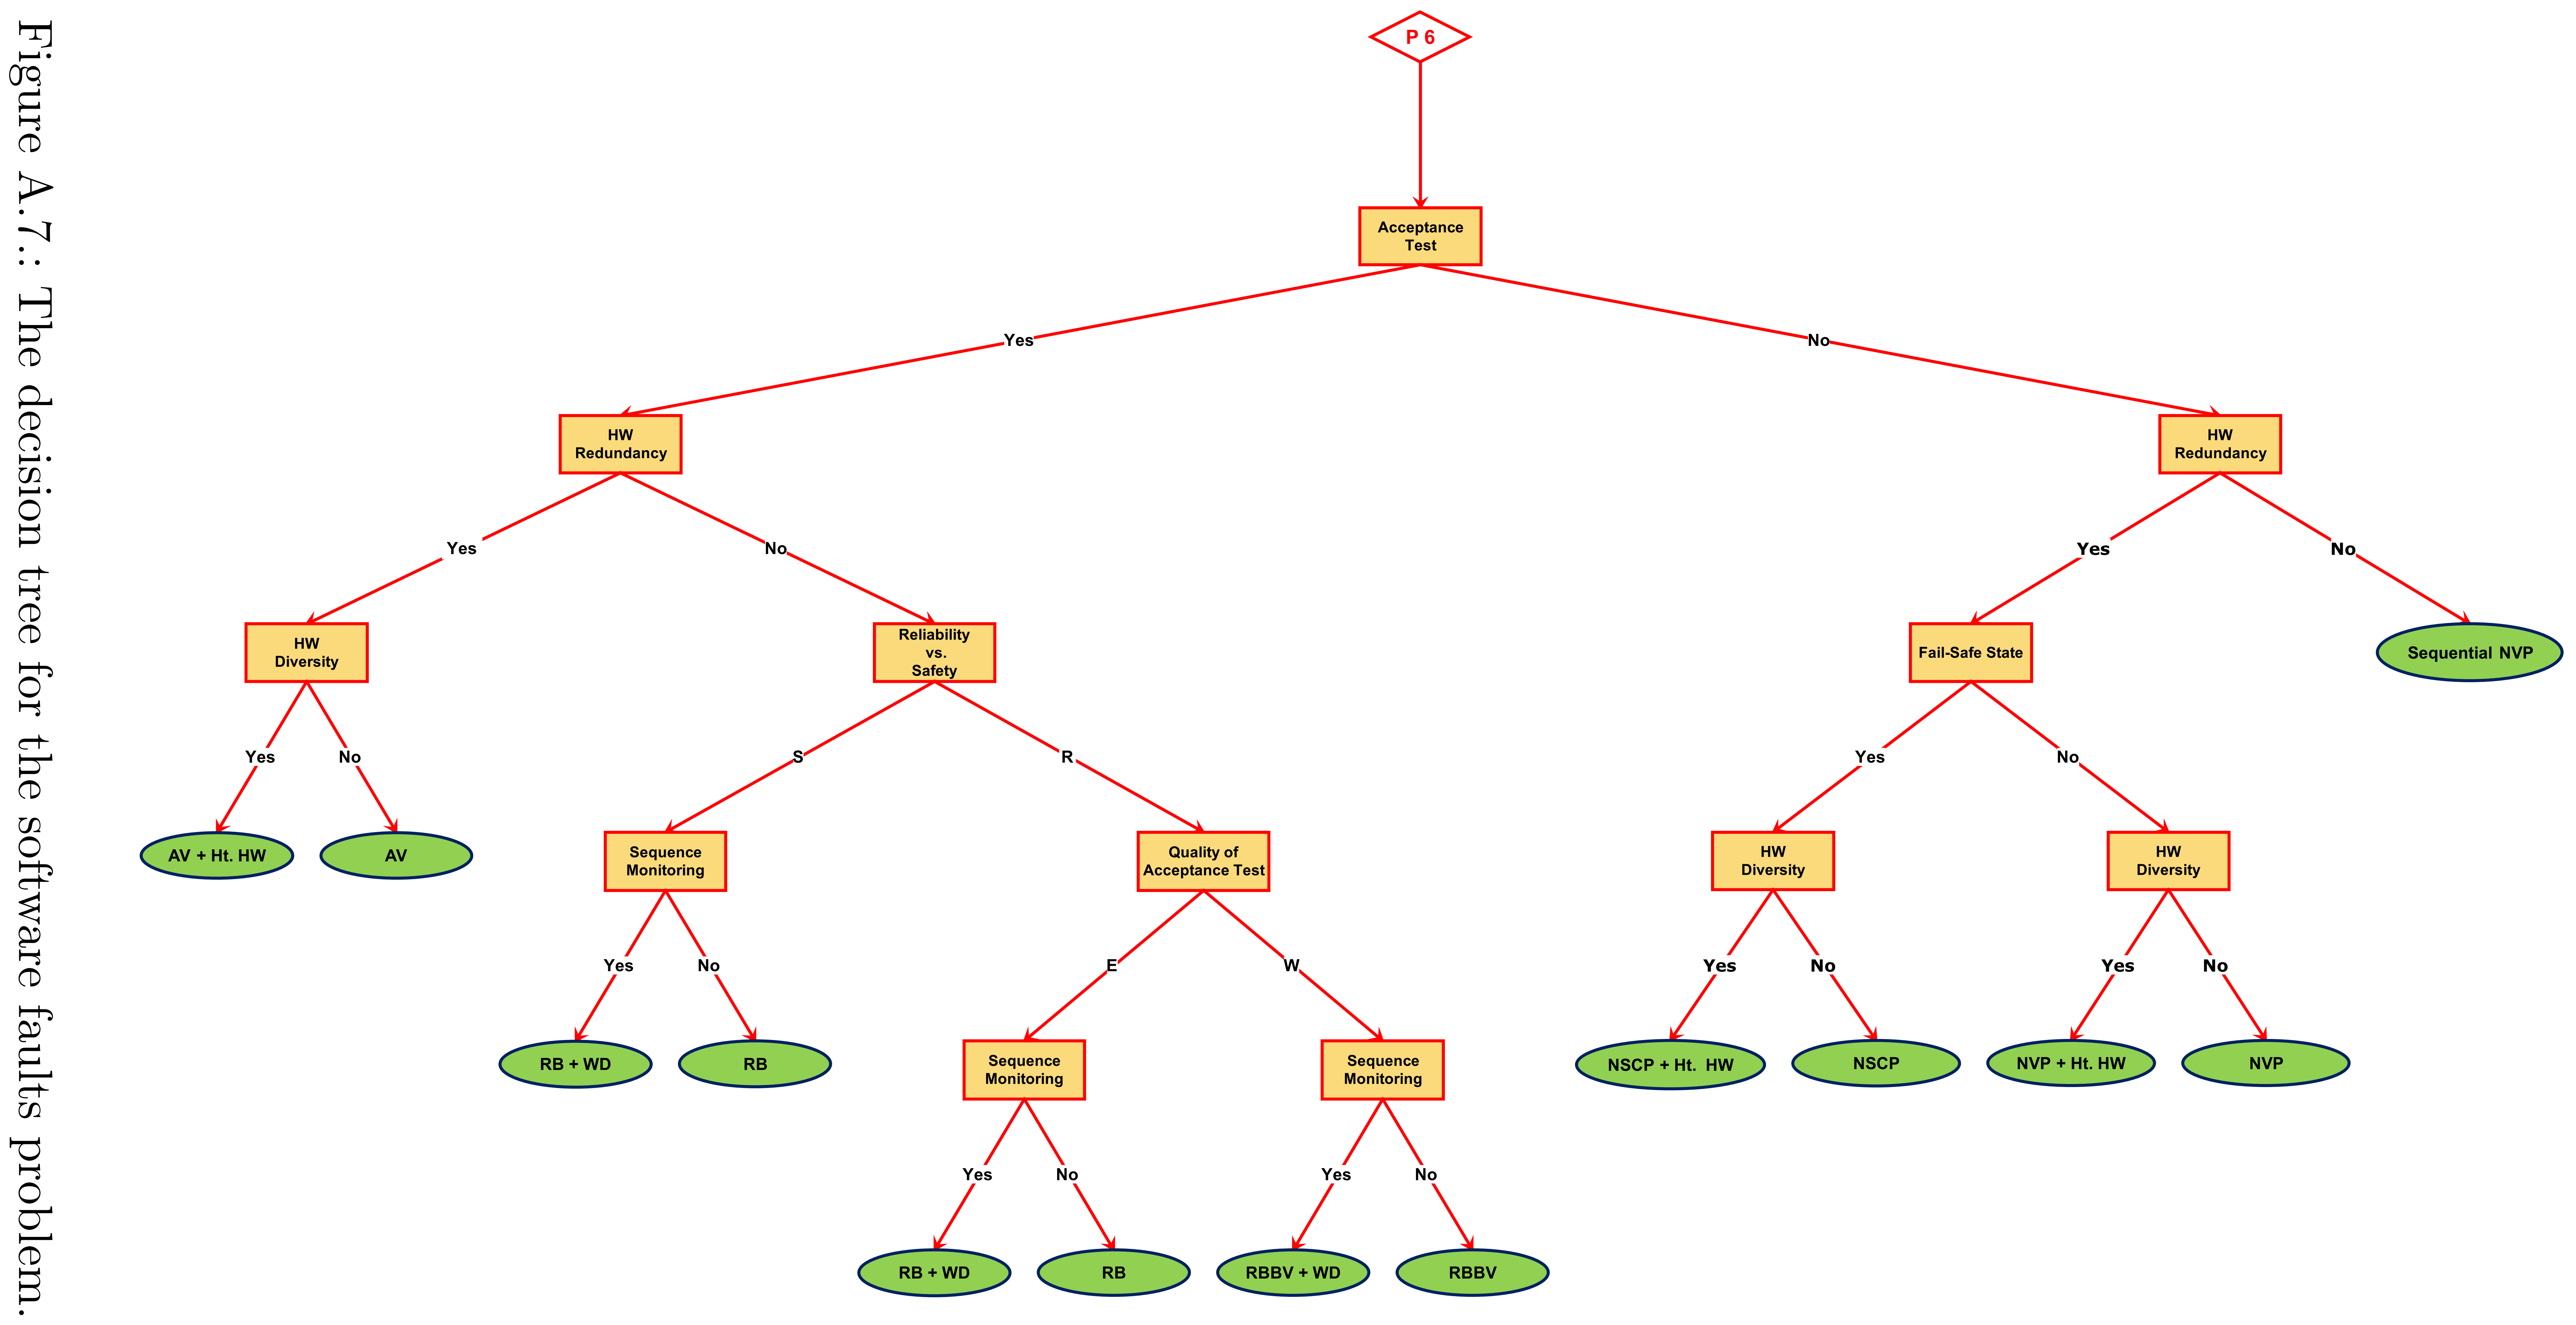 P 6
Acceptance
Test
Yes
No
HW
Redundancy
HW
Redundancy
Yes
No
Yes
No
HW
Diversity
Reliability
vs.
Safety
Fail-Safe State
Sequential NVP
Yes
No
S
R
Yes
No
AV + Ht. HW
AV
Sequence
Monitoring
Quality of
Acceptance Test
HW
Diversity
HW
Diversity
Yes
No
E
W
Yes
No
Yes
No
RB + WD
RB
Sequence
Monitoring
Sequence
Monitoring
NSCP + Ht. HW
NSCP
NVP + Ht. HW
NVP
Yes
No
Yes
No
RB + WD
RB
RBBV + WD
RBBV
Figure A.7.: The decision tree for the software faults problem.